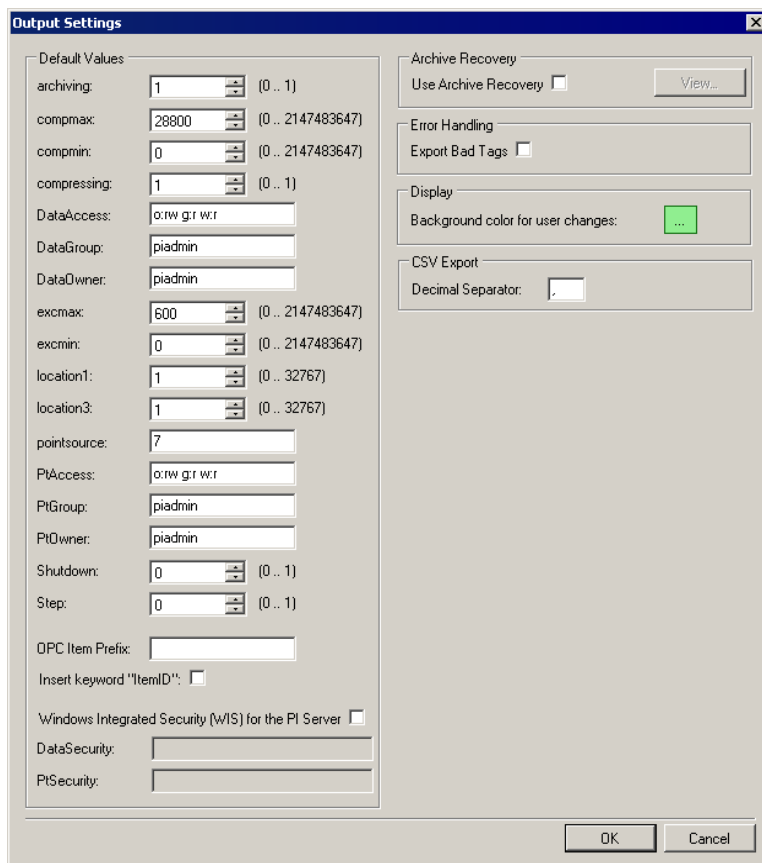 Output Settings
Default Values
archiving: 1 (0 .. 1)
compmax: 28800 (0 .. 2147483647)
compmin: 0 (0 .. 2147483647)
compressing: 1 (0 .. 1)
DataAccess: o:rw g:r w:r
DataGroup: piadmin
DataOwner: piadmin
excmax: 600 (0 .. 2147483647)
excmin: 0 (0 .. 2147483647)
location1: 1 (0 .. 32767)
location3: 1 (0 .. 32767)
pointsource: 7
PtAccess: o:rw g:r w:r
PtGroup: piadmin
PtOwner: piadmin
Shutdown: 0 (0 .. 1)
Step: 0 (0 .. 1)
OPC Item Prefix:
Insert keyword "ItemID":
Windows Integrated Security (WIS) for the PI Server
DataSecurity:
PtSecurity:
Archive Recovery
Use Archive Recovery View...
Error Handling
Export Bad Tags
Display
Background color for user changes: ...
CSV Export
Decimal Separator: ,
OK Cancel